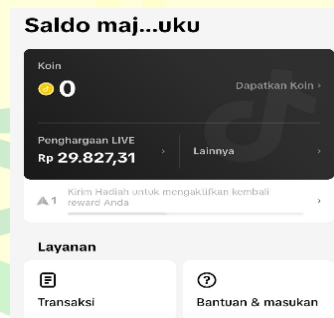 Saldo maj...uku
Koin
0
Dapatkan Koin ›
Penghargaan LIVE
Rp 29.827,31 ›
Lainnya ›
A 1
Kirim Hadiah untuk mengaktifkan kembali
reward Anda ›
Layanan
Transaksi
Bantuan & masukan